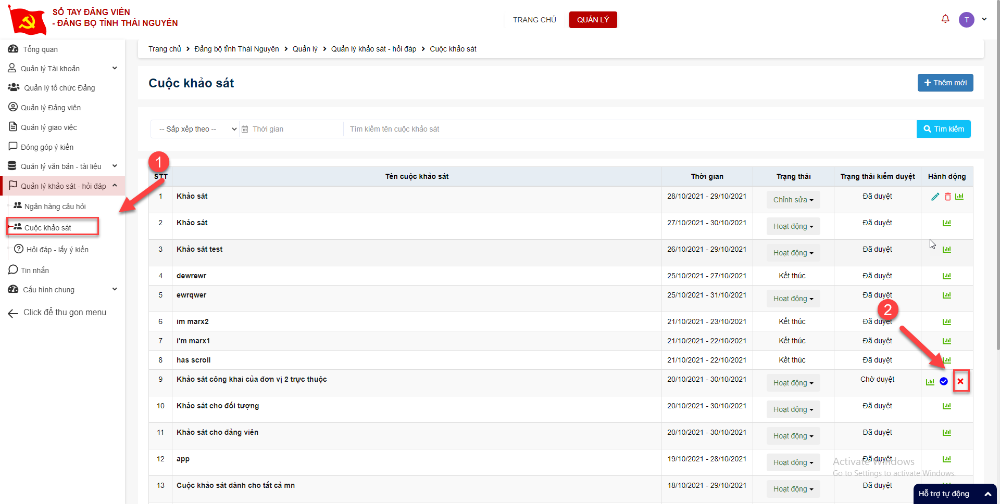 SỔ TAY ĐẢNG VIÊN
- ĐẢNG BỘ TỈNH THÁI NGUYÊN
TRANG CHỦ
QUẢN LÝ
T
Tổng quan
Quản lý Tài khoản
Quản lý tổ chức Đảng
Quản lý Đảng viên
Quản lý giao việc
Đóng góp ý kiến
Quản lý văn bản - tài liệu
Quản lý khảo sát - hỏi đáp
Ngân hàng câu hỏi
Cuộc khảo sát
Hỏi đáp - lấy ý kiến
Tin nhắn
Cấu hình chung
Click để thu gọn menu
Trang chủ > Đảng bộ tỉnh Thái Nguyên > Quản lý > Quản lý khảo sát - hỏi đáp > Cuộc khảo sát
Cuộc khảo sát
Thêm mới
-- Sắp xếp theo -- Thời gian Tìm kiếm tên cuộc khảo sát Tìm kiếm
1
STT Tên cuộc khảo sát Thời gian Trạng thái Trạng thái kiểm duyệt Hành động
1 Khảo sát 28/10/2021 - 29/10/2021 Chỉnh sửa Đã duyệt
2 Khảo sát 27/10/2021 - 30/10/2021 Hoạt động Đã duyệt
3 Khảo sát test 26/10/2021 - 29/10/2021 Hoạt động Đã duyệt
4 dewrewr 25/10/2021 - 27/10/2021 Kết thúc Đã duyệt
5 ewrqwer 25/10/2021 - 31/10/2021 Hoạt động Đã duyệt
2
6 im marx2 21/10/2021 - 23/10/2021 Kết thúc Đã duyệt
7 i'm marx1 21/10/2021 - 22/10/2021 Kết thúc Đã duyệt
8 has scroll 21/10/2021 - 22/10/2021 Kết thúc Đã duyệt
9 Khảo sát công khai của đơn vị 2 trực thuộc 20/10/2021 - 30/10/2021 Hoạt động Chờ duyệt
10 Khảo sát cho đối tượng 20/10/2021 - 30/10/2021 Hoạt động Đã duyệt
11 Khảo sát cho đảng viên 20/10/2021 - 30/10/2021 Hoạt động Đã duyệt
12 app 19/10/2021 - 28/10/2021 Hoạt động Đã duyệt
13 Cuộc khảo sát dành cho tất cả mn 18/10/2021 - 29/10/2021 Hoạt động Đã duyệt
Activate Windows
Go to Settings to activate Windows.
Hỗ trợ tự động